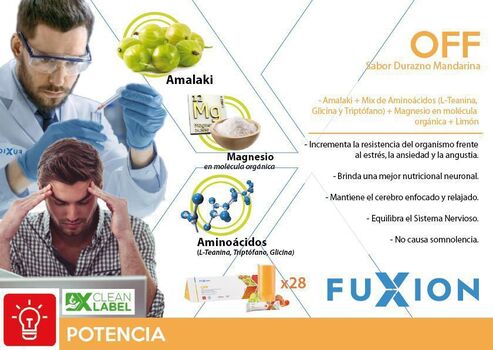 OFF
Sabor Durazno Mandarina
- Amalaki + Mix de Aminoácidos (L-Teanina,
Glicina y Triptófano) + Magnesio en molécula
orgánica + Limón
- Incrementa la resistencia del organismo frente
al estrés, la ansiedad y la angustia.
- Brinda una mejor nutricional neuronal.
- Mantiene el cerebro enfocado y relajado.
- Equilibra el Sistema Nervioso.
- No causa somnolencia.
Amalaki
12
Mg
Magnesio
en molécula orgánica
Aminoácidos
(L-Teanina, Triptófano, Glicina)
x28
FUXION
CLEAN
LABEL
POTENCIA